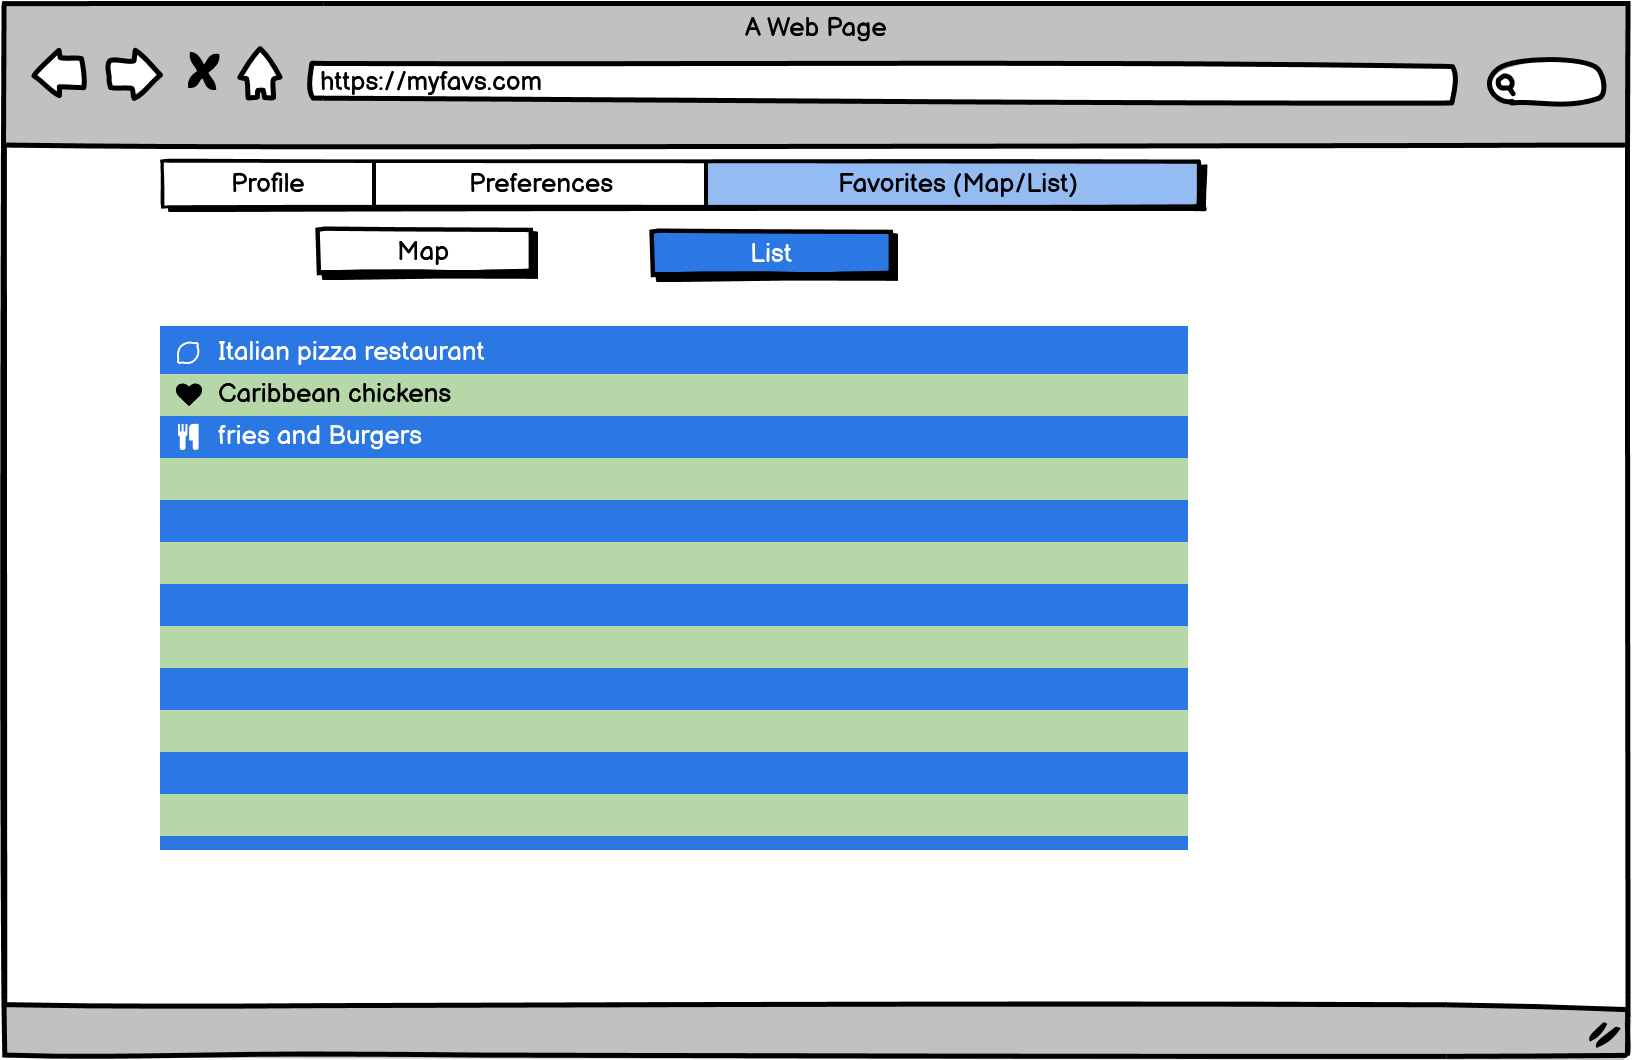 A Web Page
https://myfavs.com
Profile Preferences Favorites (Map/List)
Map List
Italian pizza restaurant
Caribbean chickens
fries and Burgers